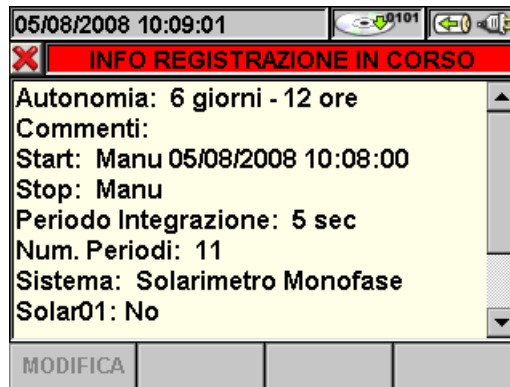 05/08/2008 10:09:01
0101
INFO REGISTRAZIONE IN CORSO
Autonomia: 6 giorni - 12 ore
Commenti:
Start: Manu 05/08/2008 10:08:00
Stop: Manu
Periodo Integrazione: 5 sec
Num. Periodi: 11
Sistema: Solarimetro Monofase
Solar01: No
MODIFICA